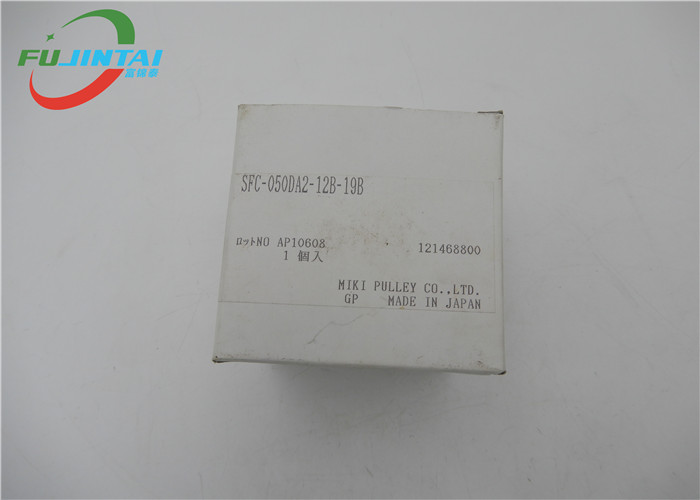 FUJINTAI
富锦泰
SFC-050DA2-12B-19B
ロットNO AP10608 121468800
1 個入
MIKI PULLEY CO.,LTD.
GP MADE IN JAPAN